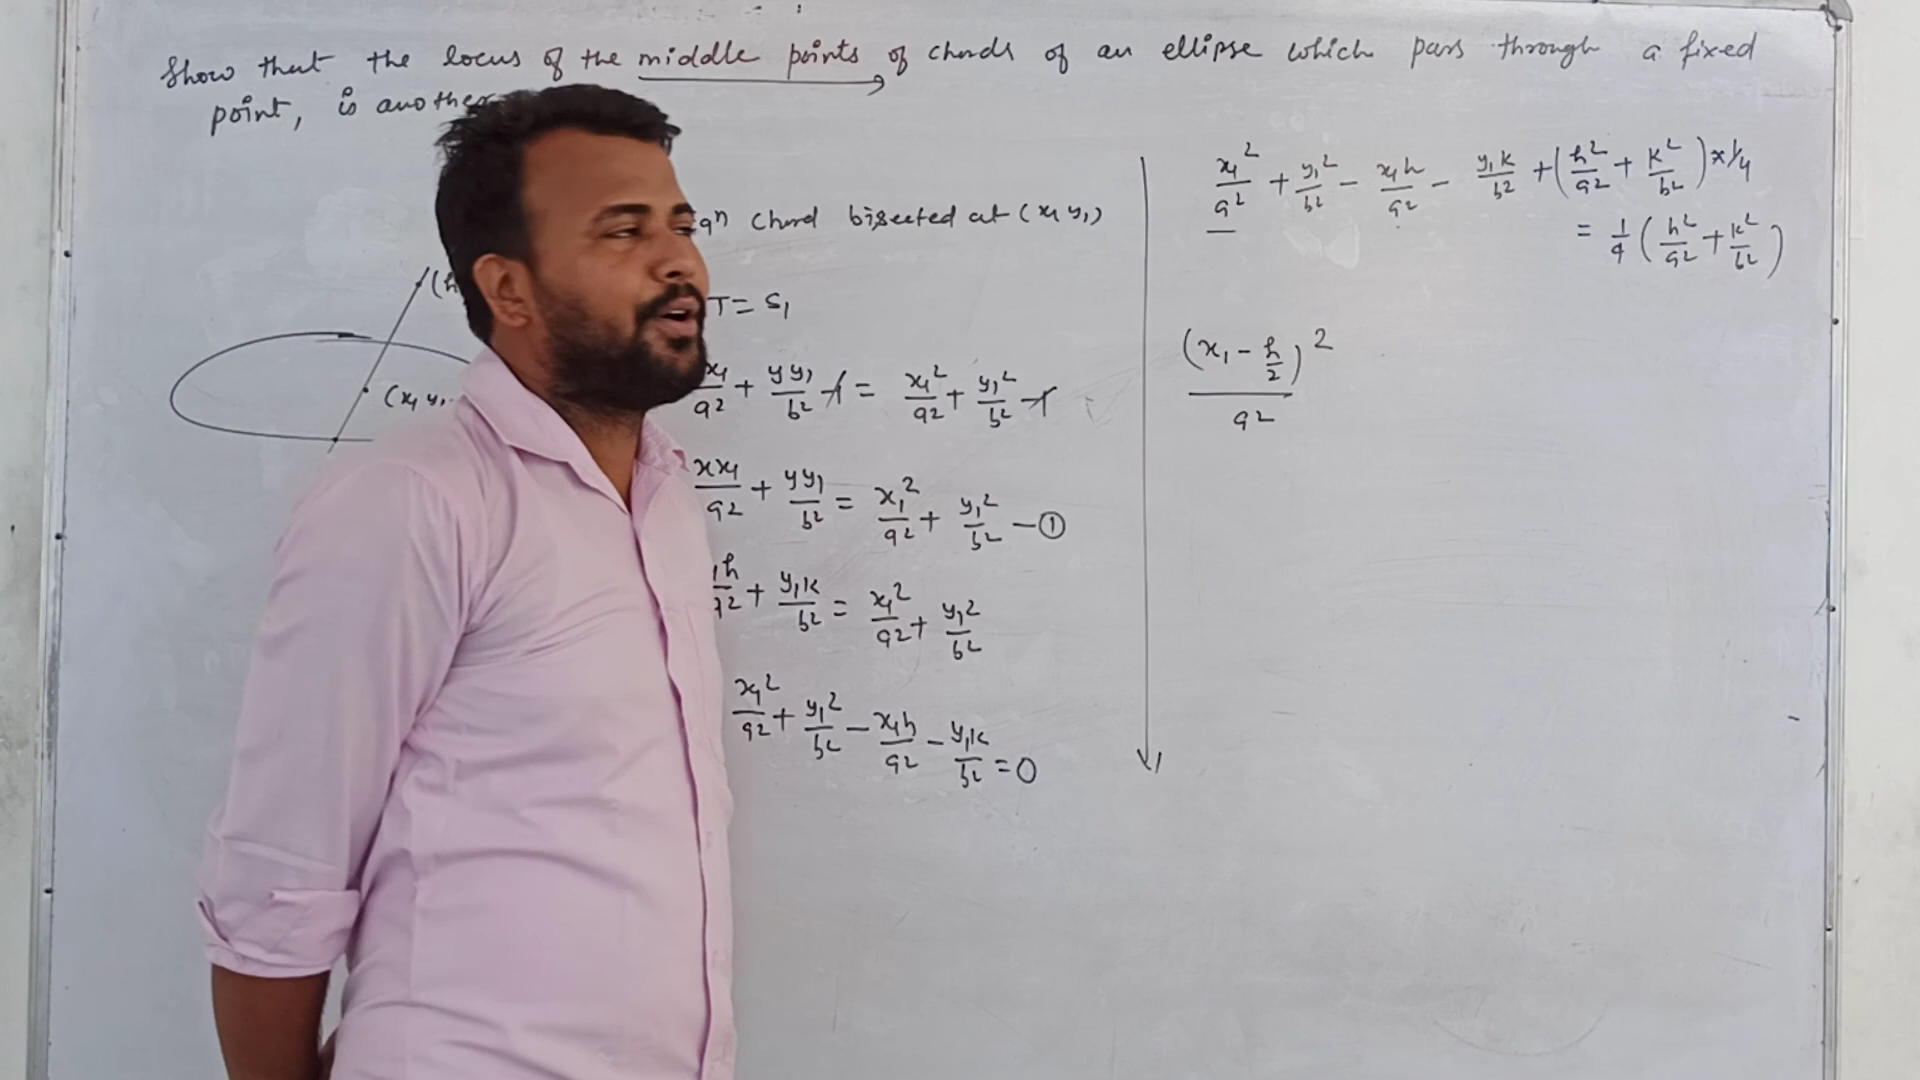 Show that the locus of the middle points of chords of an ellipse which pass through a fixed
point, is another
(h
(x₁ y₁
qⁿ chord bisected at (x₁ y₁)
T = S₁
x₁/a² + yy₁/b² - 1 = x₁²/a² + y₁²/b² - 1
xx₁/a² + yy₁/b² = x₁²/a² + y₁²/b² - ①
h/a² + y₁k/b² = x₁²/a² + y₁²/b²
x₁²/a² + y₁²/b² - x₁h/a² - y₁k/b² = 0
x₁²/a² + y₁²/b² - x₁h/a² - y₁k/b² + (h²/a² + k²/b²) × 1/4
= 1/4 (h²/a² + k²/b²)
(x₁ - h/2)²/a²